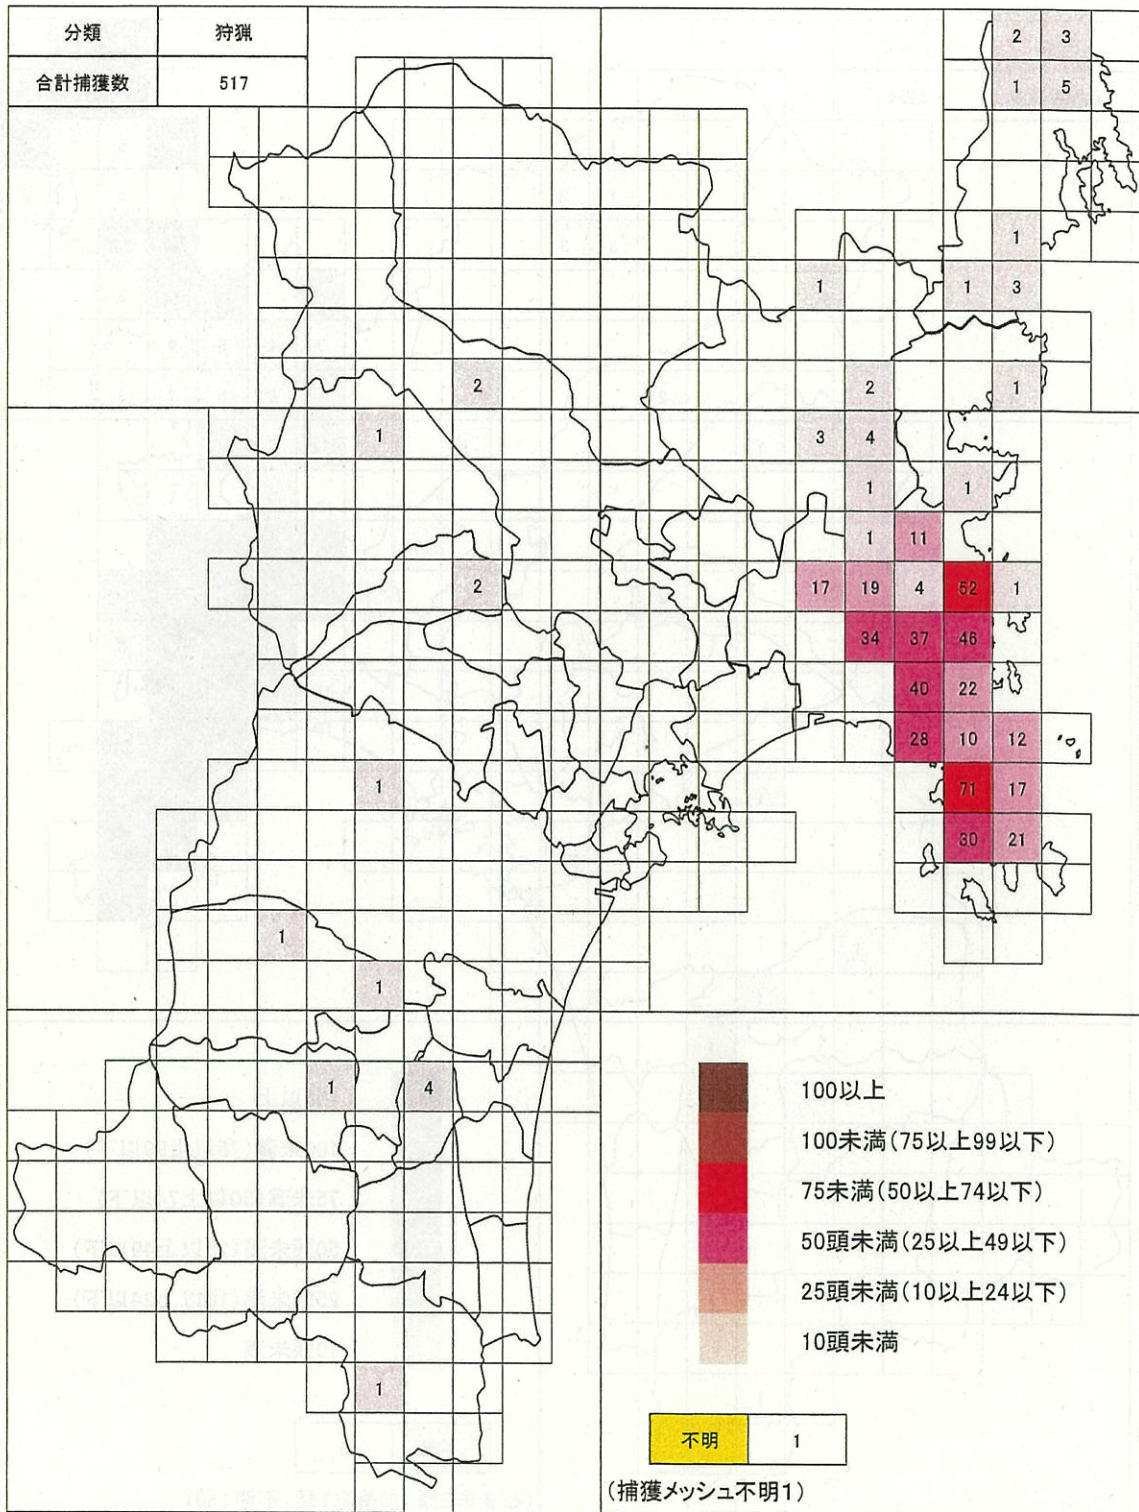 分類 狩猟
合計捕獲数 517
2 3
1 5
1
1 1 3
2 2 1
1 3 4
1 1
1 11
2 17 19 4 52 1
34 37 46
40 22
28 10 12
1 71 17
30 21
1
1
1 4
1
100以上
100未満(75以上99以下)
75未満(50以上74以下)
50頭未満(25以上49以下)
25頭未満(10以上24以下)
10頭未満
不明 1
(捕獲メッシュ不明1)